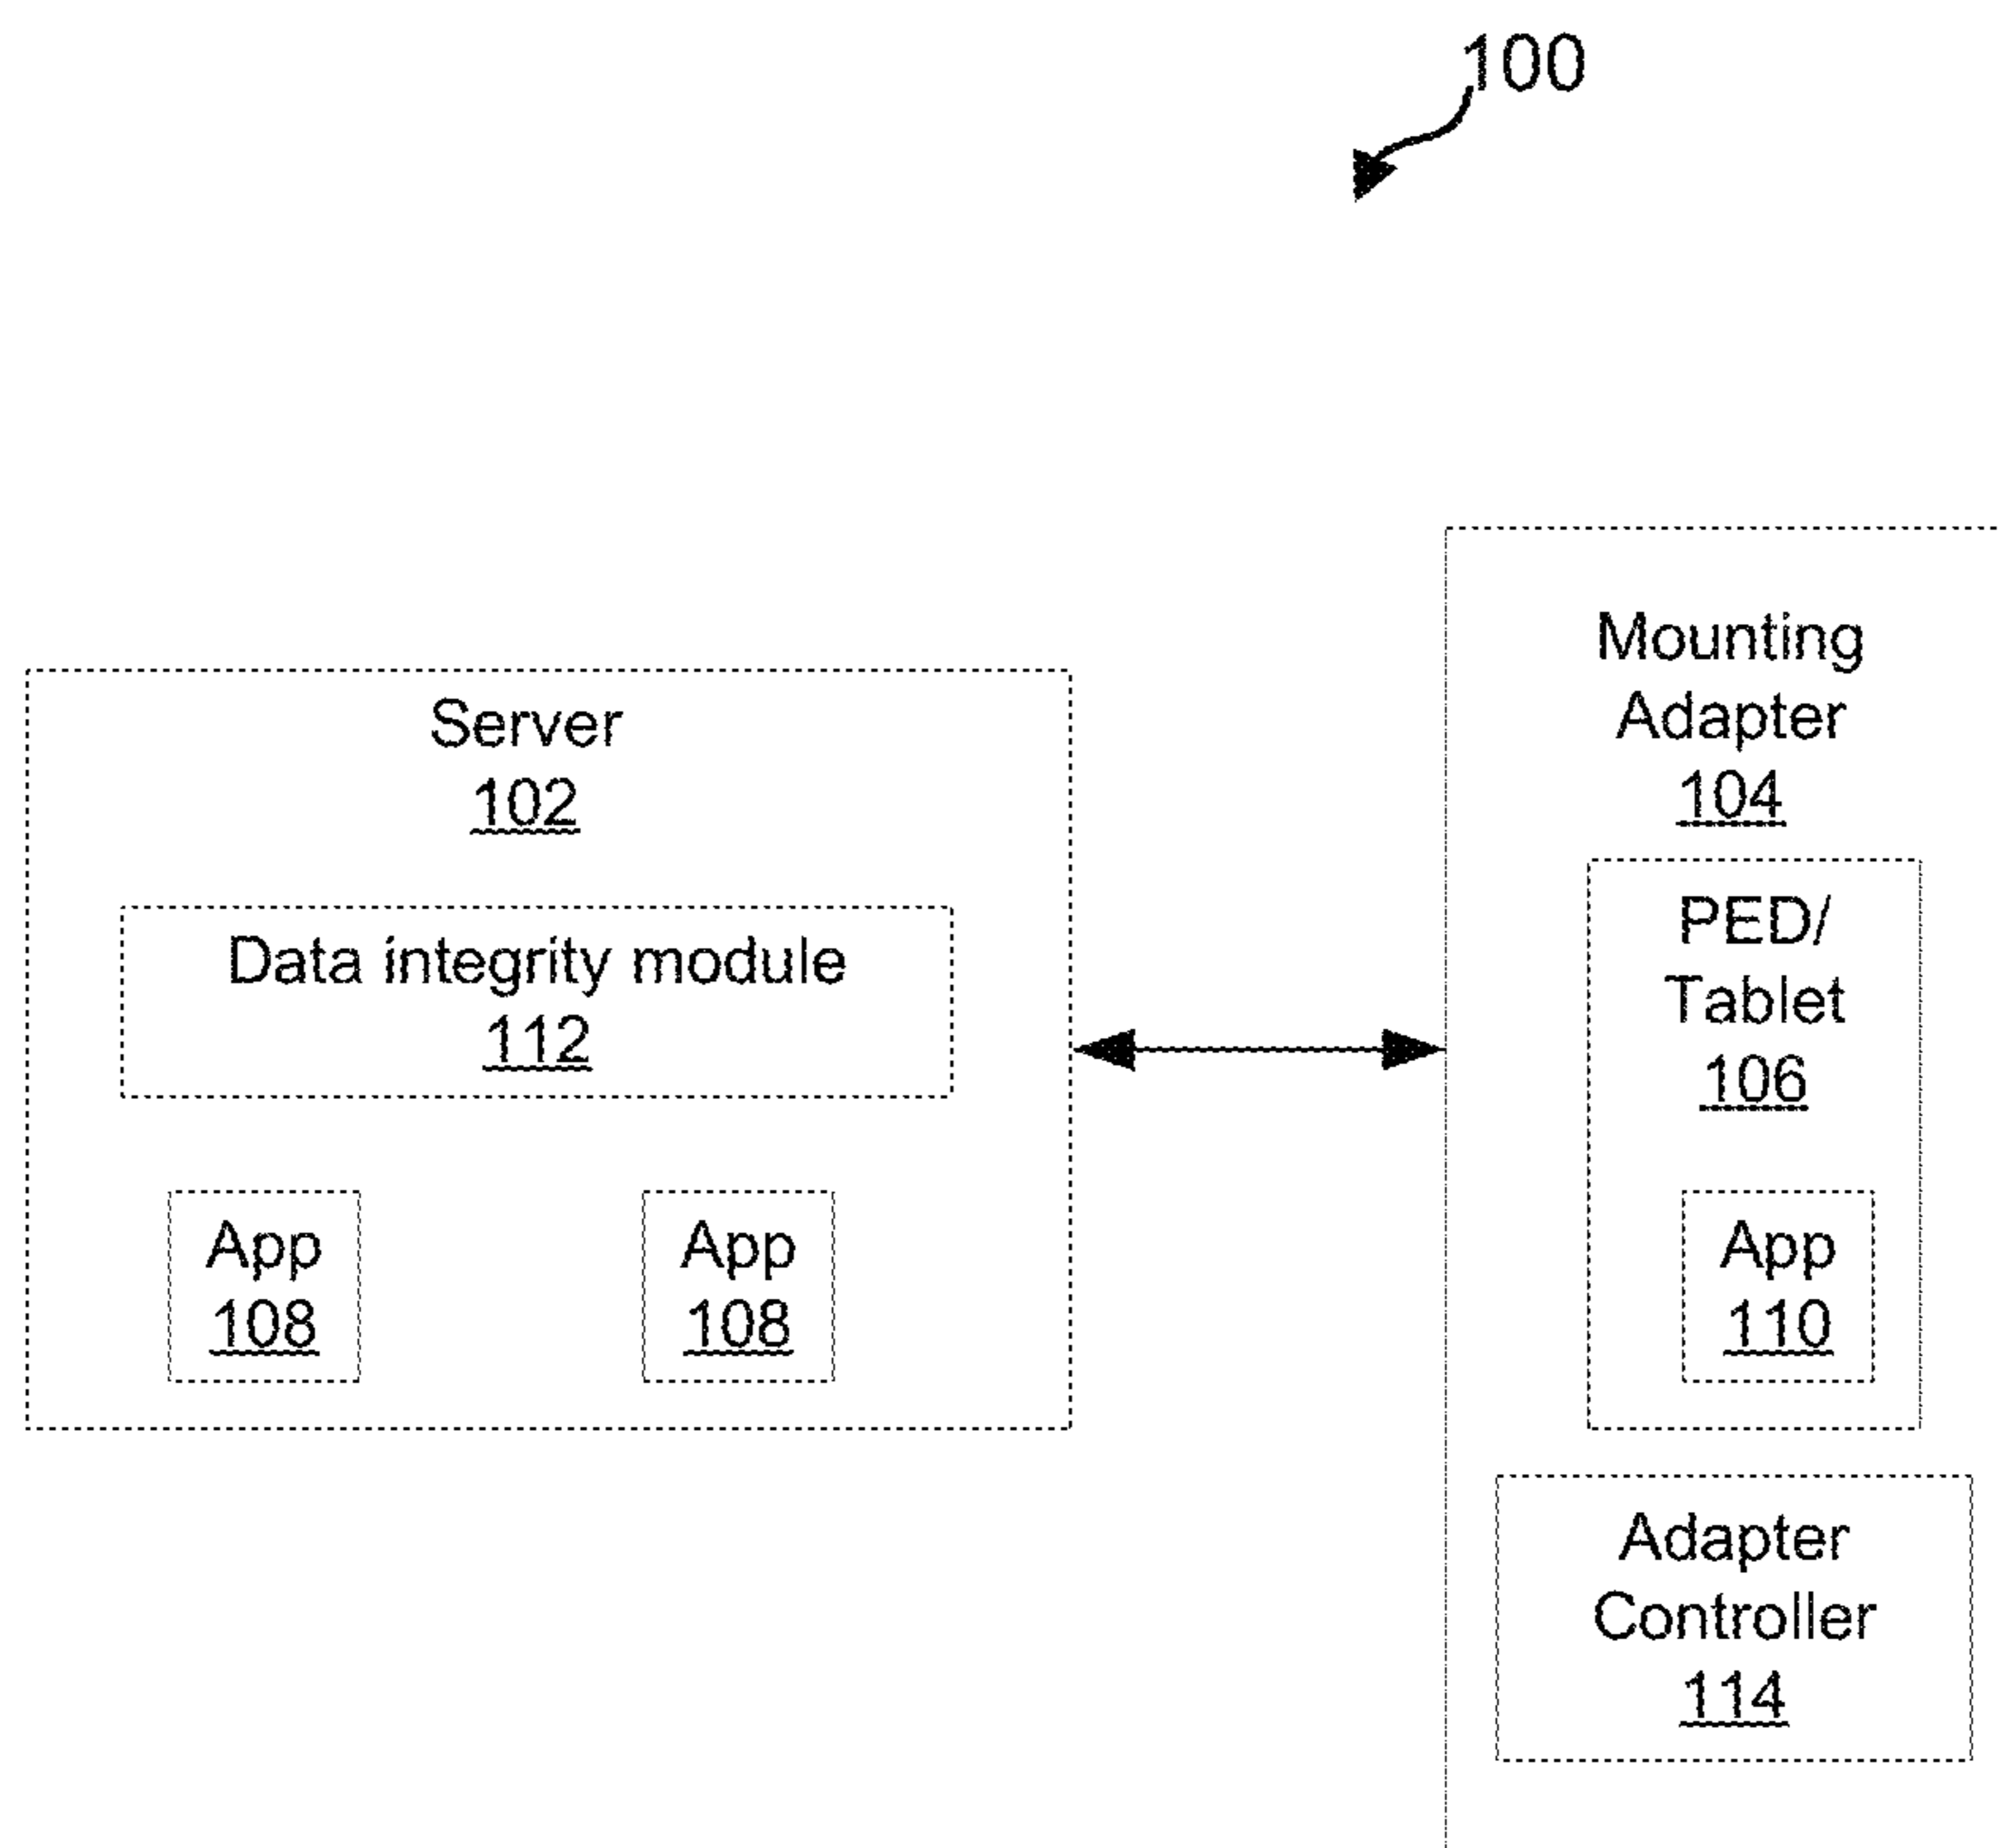 100
Server
102
Data integrity module
112
App
108
App
108
Mounting
Adapter
104
PED/
Tablet
106
App
110
Adapter
Controller
114